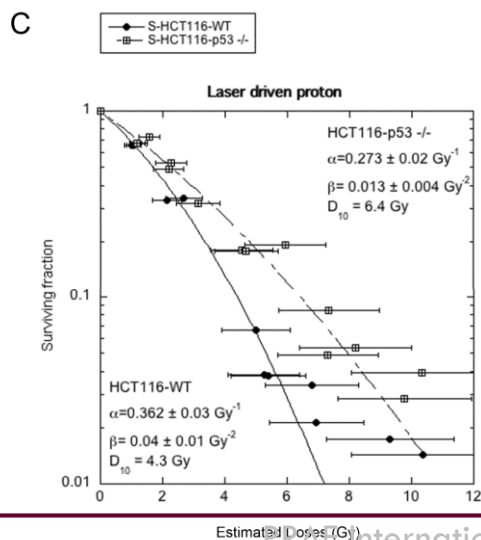 C
S-HCT116-WT
S-HCT116-p53 -/-
Laser driven proton
1
HCT116-p53 -/-
α=0.273 ± 0.02 Gy-1
β= 0.013 ± 0.004 Gy-2
D10 = 6.4 Gy
Surviving fraction
0.1
HCT116-WT
α=0.362 ± 0.03 Gy-1
β= 0.04 ± 0.01 Gy-2
D10 = 4.3 Gy
0.01
0 2 4 6 8 10 12
Estimated Doses (Gy)
Internatio